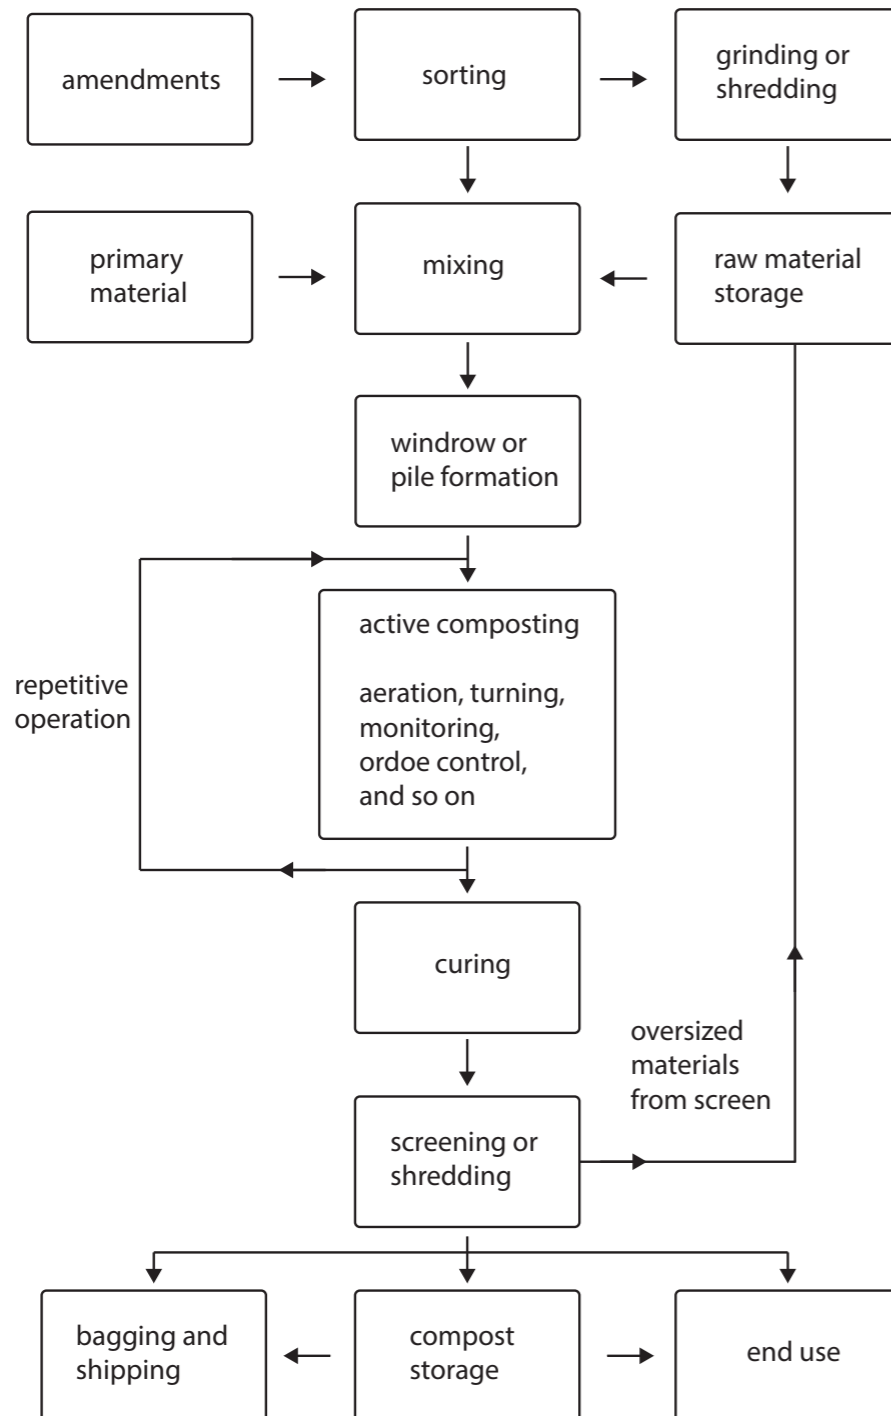 amendments
sorting
grinding or
shredding
primary
material
mixing
raw material
storage
windrow or
pile formation
repetitive
operation
active composting
aeration, turning,
monitoring,
ordoe control,
and so on
curing
oversized
materials
from screen
screening or
shredding
bagging and
shipping
compost
storage
end use